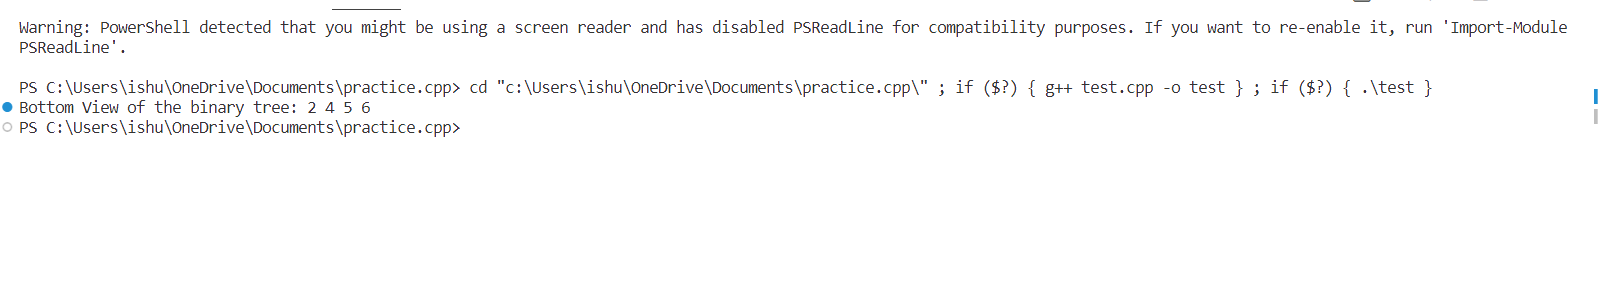 Warning: PowerShell detected that you might be using a screen reader and has disabled PSReadLine for compatibility purposes. If you want to re-enable it, run 'Import-Module
PSReadLine'.
PS C:\Users\ishu\OneDrive\Documents\practice.cpp> cd "c:\Users\ishu\OneDrive\Documents\practice.cpp\" ; if ($?) { g++ test.cpp -o test } ; if ($?) { .\test }
Bottom View of the binary tree: 2 4 5 6
PS C:\Users\ishu\OneDrive\Documents\practice.cpp>